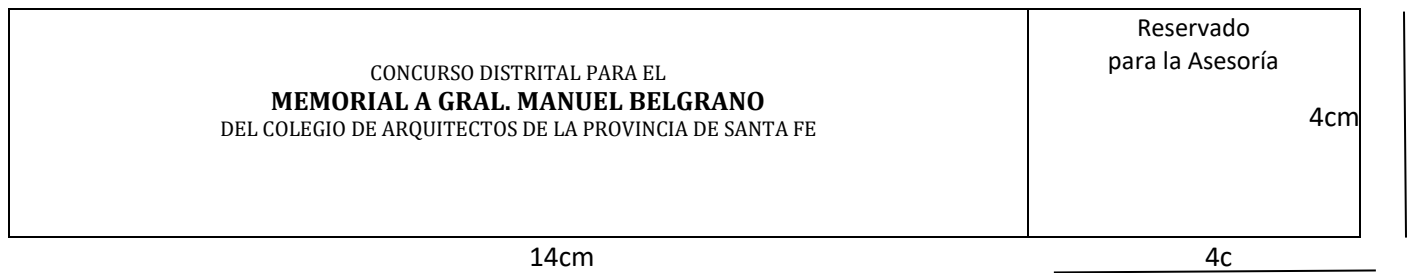 Reservado
para la Asesoría
CONCURSO DISTRITAL PARA EL
MEMORIAL A GRAL. MANUEL BELGRANO
DEL COLEGIO DE ARQUITECTOS DE LA PROVINCIA DE SANTA FE
4cm
14cm
4c